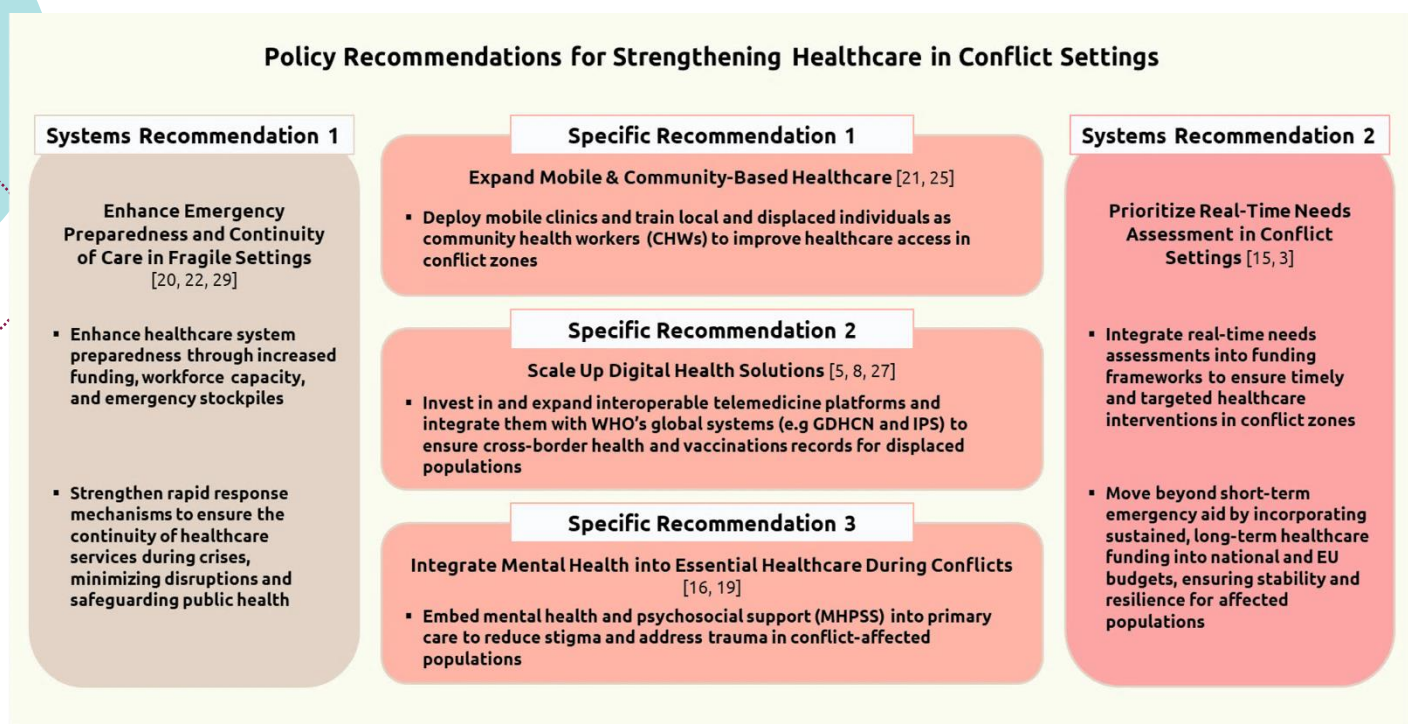 Policy Recommendations for Strengthening Healthcare in Conflict Settings
Systems Recommendation 1
Enhance Emergency
Preparedness and Continuity
of Care in Fragile Settings
[20, 22, 29]
▪ Enhance healthcare system
preparedness through increased
funding, workforce capacity,
and emergency stockpiles
▪ Strengthen rapid response
mechanisms to ensure the
continuity of healthcare
services during crises,
minimizing disruptions and
safeguarding public health
Specific Recommendation 1
Expand Mobile & Community-Based Healthcare [21, 25]
▪ Deploy mobile clinics and train local and displaced individuals as
community health workers (CHWs) to improve healthcare access in
conflict zones
Specific Recommendation 2
Scale Up Digital Health Solutions [5, 8, 27]
▪ Invest in and expand interoperable telemedicine platforms and
integrate them with WHO's global systems (e.g GDHCN and IPS) to
ensure cross-border health and vaccinations records for displaced
populations
Specific Recommendation 3
Integrate Mental Health into Essential Healthcare During Conflicts
[16, 19]
▪ Embed mental health and psychosocial support (MHPSS) into primary
care to reduce stigma and address trauma in conflict-affected
populations
Systems Recommendation 2
Prioritize Real-Time Needs
Assessment in Conflict
Settings [15, 3]
▪ Integrate real-time needs
assessments into funding
frameworks to ensure timely
and targeted healthcare
interventions in conflict zones
▪ Move beyond short-term
emergency aid by incorporating
sustained, long-term healthcare
funding into national and EU
budgets, ensuring stability and
resilience for affected
populations